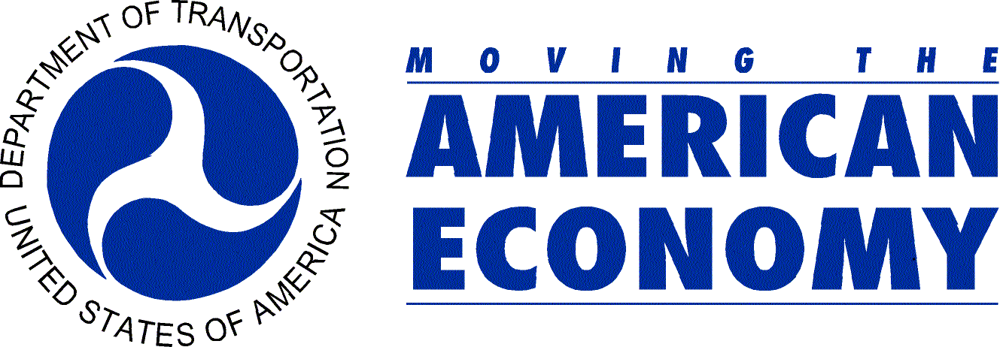 DEPARTMENT OF TRANSPORTATION
UNITED STATES OF AMERICA
MOVING THE
AMERICAN
ECONOMY